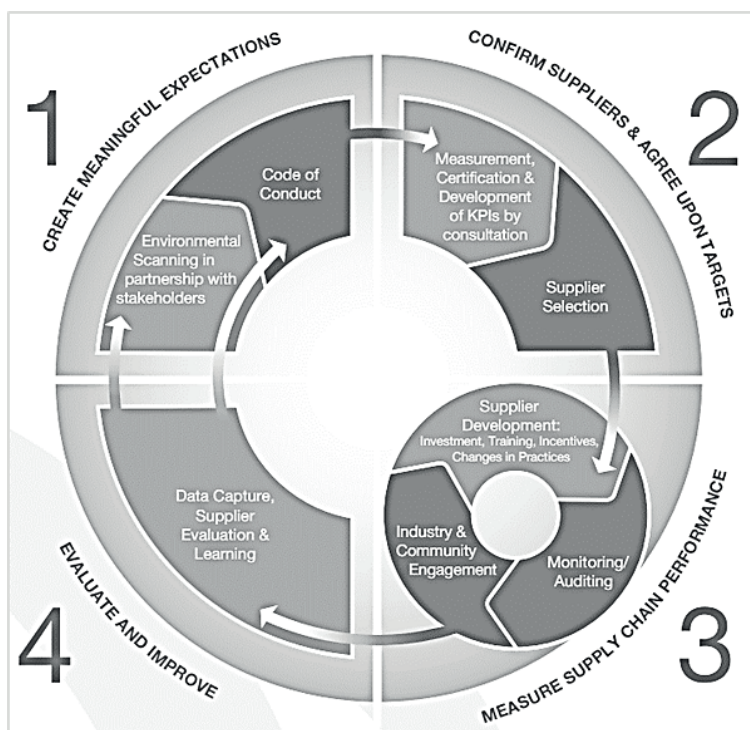 1
CREATE MEANINGFUL EXPECTATIONS
Environmental
Scanning in
partnership with
stakeholders
Code of
Conduct
2
CONFIRM SUPPLIERS & AGREE UPON TARGETS
Measurement,
Certification &
Development
of KPIs by
consultation
Supplier
Selection
3
MEASURE SUPPLY CHAIN PERFORMANCE
Supplier
Development:
Investment, Training, Incentives,
Changes in Practices
Monitoring/
Auditing
Industry &
Community
Engagement
4
EVALUATE AND IMPROVE
Data Capture,
Supplier
Evaluation &
Learning